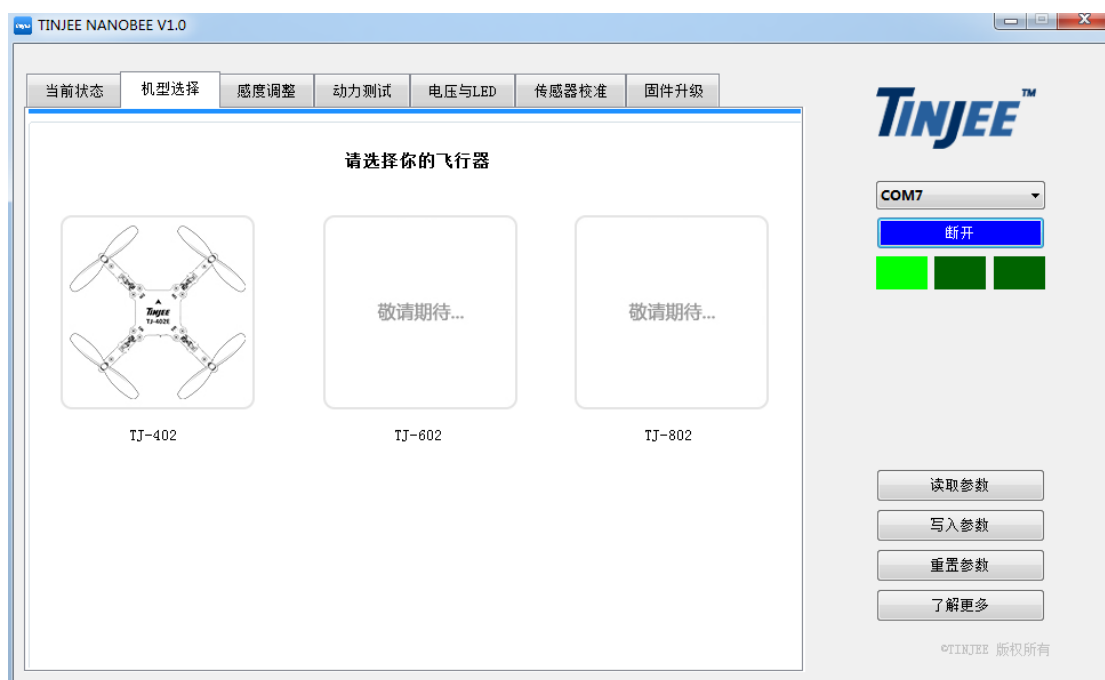 TINJEE NANOBEE V1.0
当前状态 机型选择 感度调整 动力测试 电压与LED 传感器校准 固件升级
TINJEE™
请选择你的飞行器
COM7
断开
TINJEE
TJ-402E
敬请期待... 敬请期待...
TJ-402 TJ-602 TJ-802
读取参数
写入参数
重置参数
了解更多
©TINJEE 版权所有